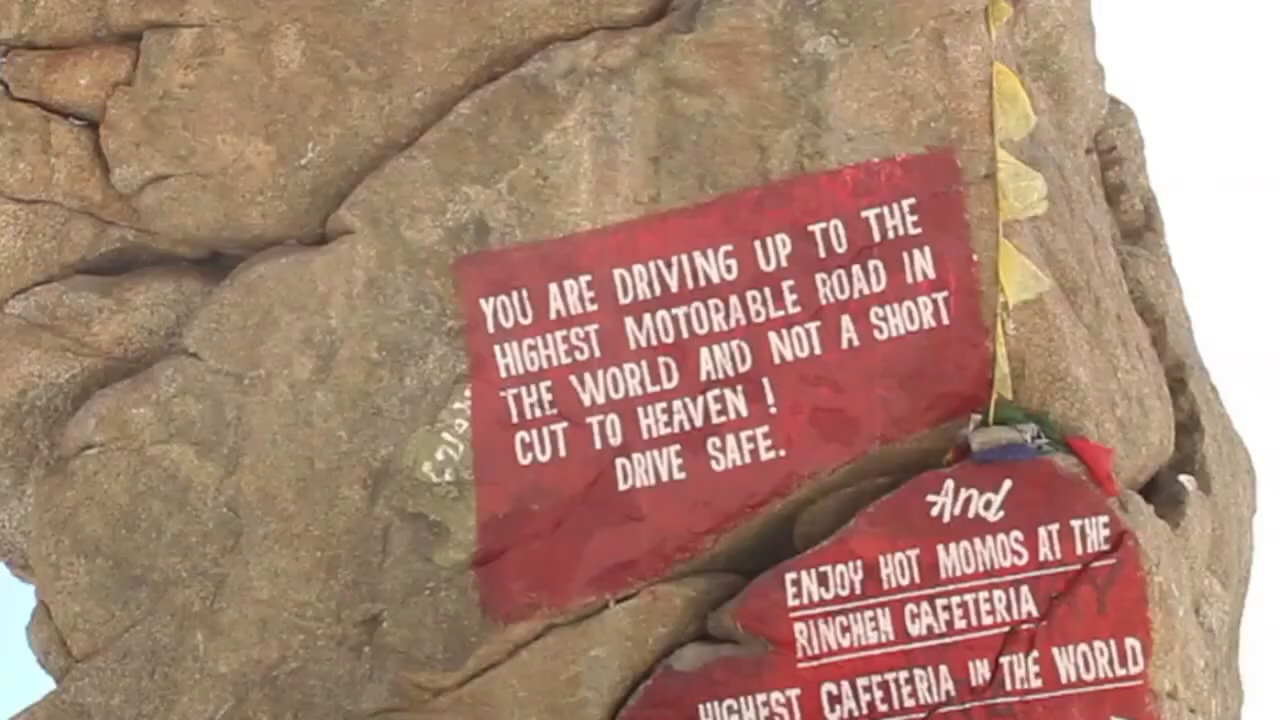 YOU ARE DRIVING UP TO THE
HIGHEST MOTORABLE ROAD IN
THE WORLD AND NOT A SHORT
CUT TO HEAVEN !
DRIVE SAFE.
And
ENJOY HOT MOMOS AT THE
RINCHEN CAFETERIA
HIGHEST CAFETERIA IN THE WORLD